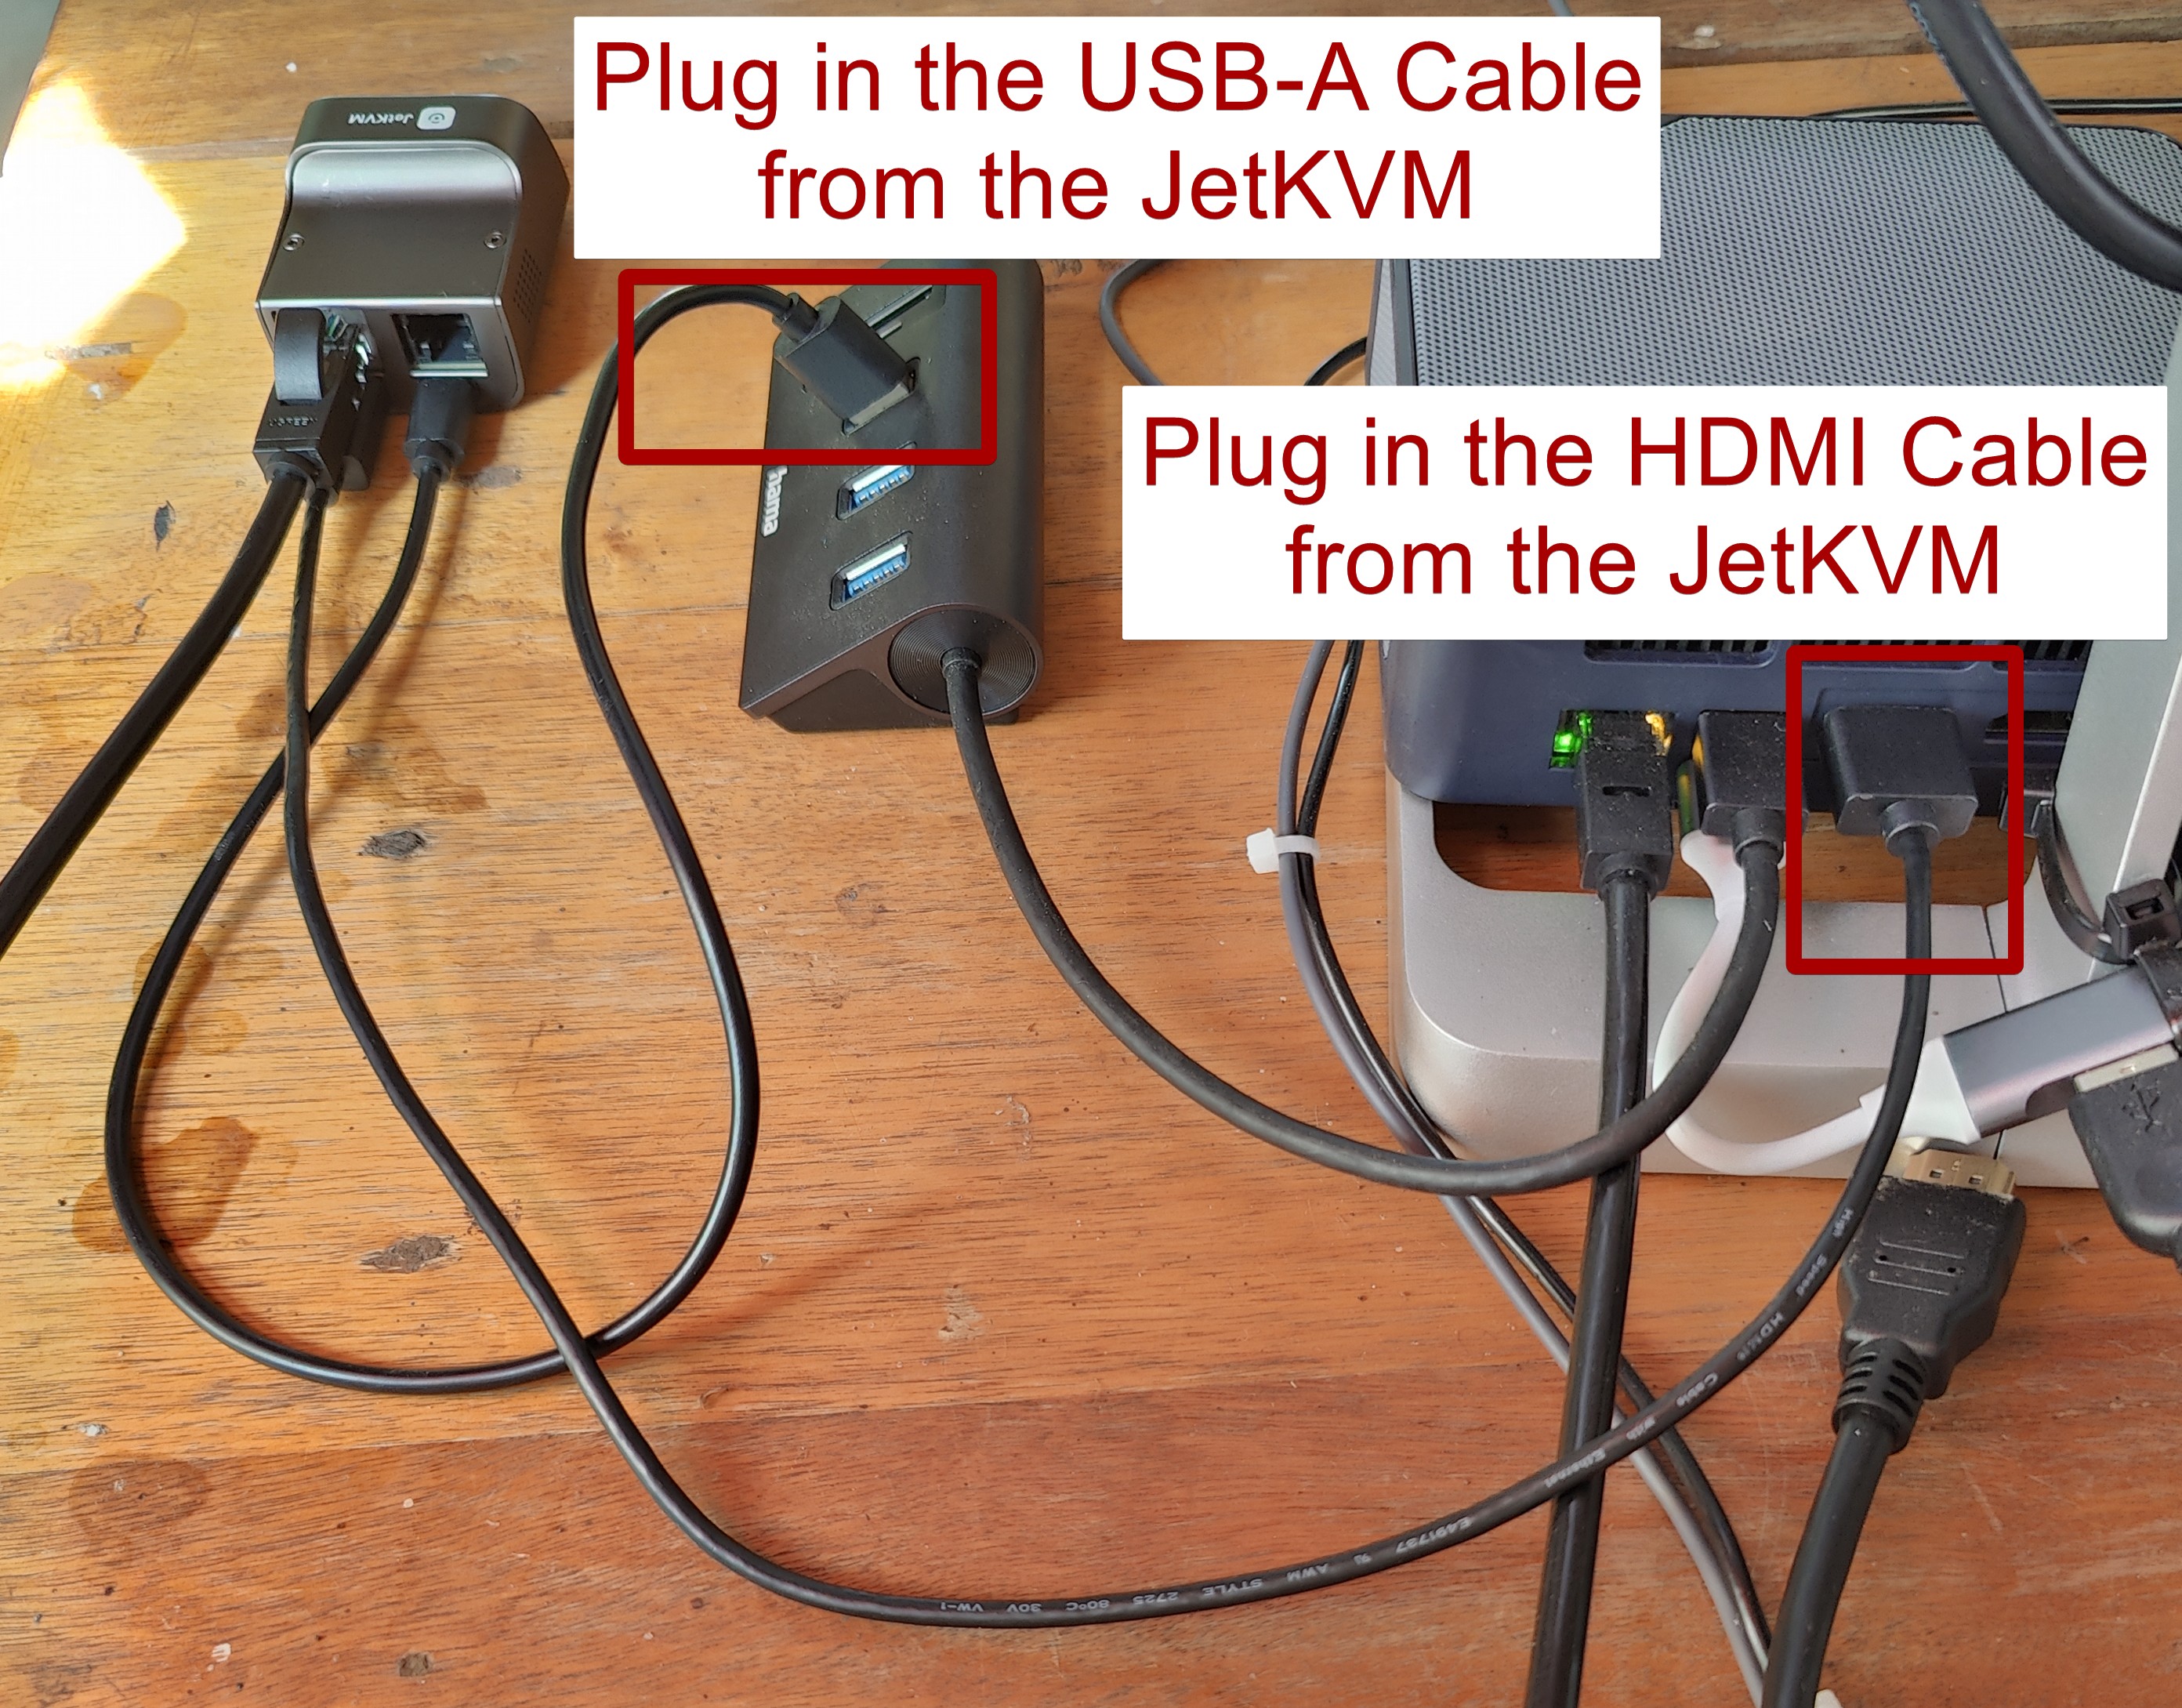 Plug in the USB-A Cable
from the JetKVM
JetKVM
hama
Plug in the HDMI Cable
from the JetKVM
High Speed HDMI® Cable with Ethernet E491737 AWM STYLE 2725 80°C 30V VW-1